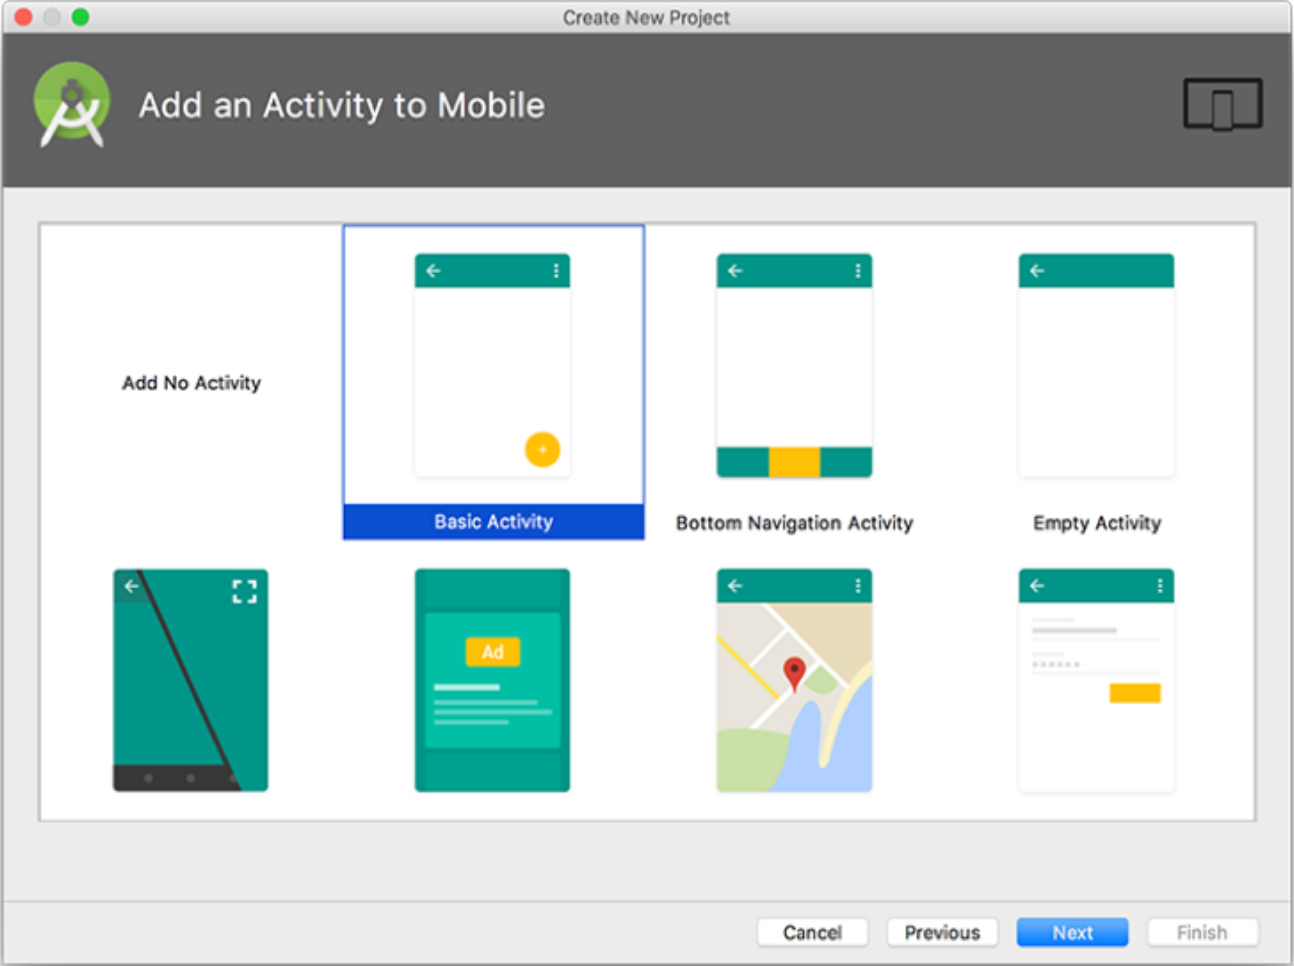 Create New Project
Add an Activity to Mobile
Add No Activity
Basic Activity
Bottom Navigation Activity
Empty Activity
Ad
Cancel
Previous
Next
Finish